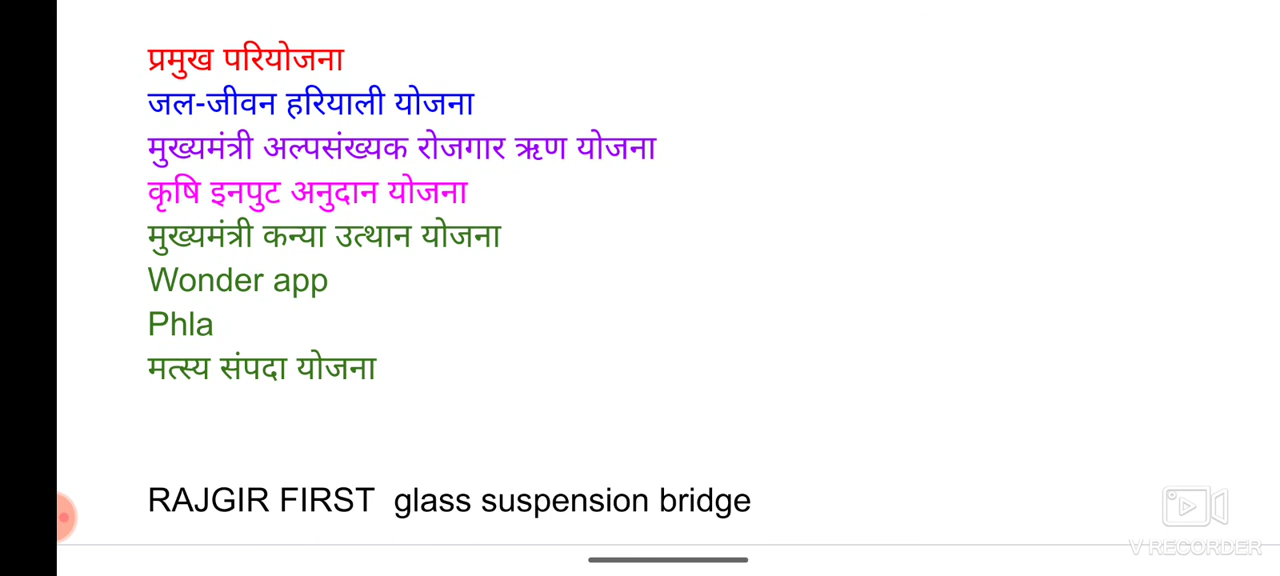 प्रमुख परियोजना
जल-जीवन हरियाली योजना
मुख्यमंत्री अल्पसंख्यक रोजगार ऋण योजना
कृषि इनपुट अनुदान योजना
मुख्यमंत्री कन्या उत्थान योजना
Wonder app
Phla
मत्स्य संपदा योजना
RAJGIR FIRST glass suspension bridge
V RECORDER